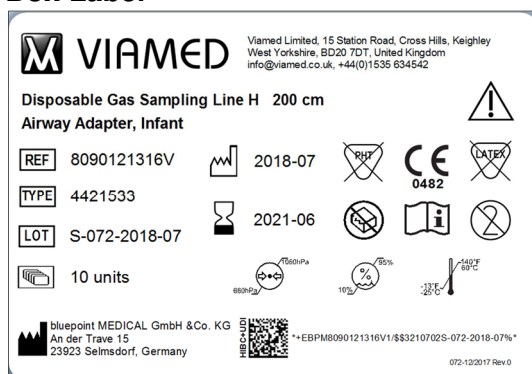 Box Label
VIAMED
Viamed Limited, 15 Station Road, Cross Hills, Keighley
West Yorkshire, BD20 7DT, United Kingdom
info@viamed.co.uk, +44(0)1535 634542
Disposable Gas Sampling Line H 200 cm
Airway Adapter, Infant
REF 8090121316V 2018-07 PHT CE 0482 LATEX
TYPE 4421533
2021-06 2
LOT S-072-2018-07
10 units
660hPa 1060hPa
10% % 95%
-13°F -25°C 140°F 60°C
bluepoint MEDICAL GmbH &Co. KG
An der Trave 15
23923 Selmsdorf, Germany
HIBC+UDI
*+EBPM8090121316V1/$$3210702S-072-2018-07%*
072-12/2017 Rev.0